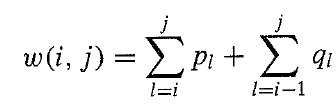 w(i, j) = \sum_{l=i}^{j} p_l + \sum_{l=i-1}^{j} q_l